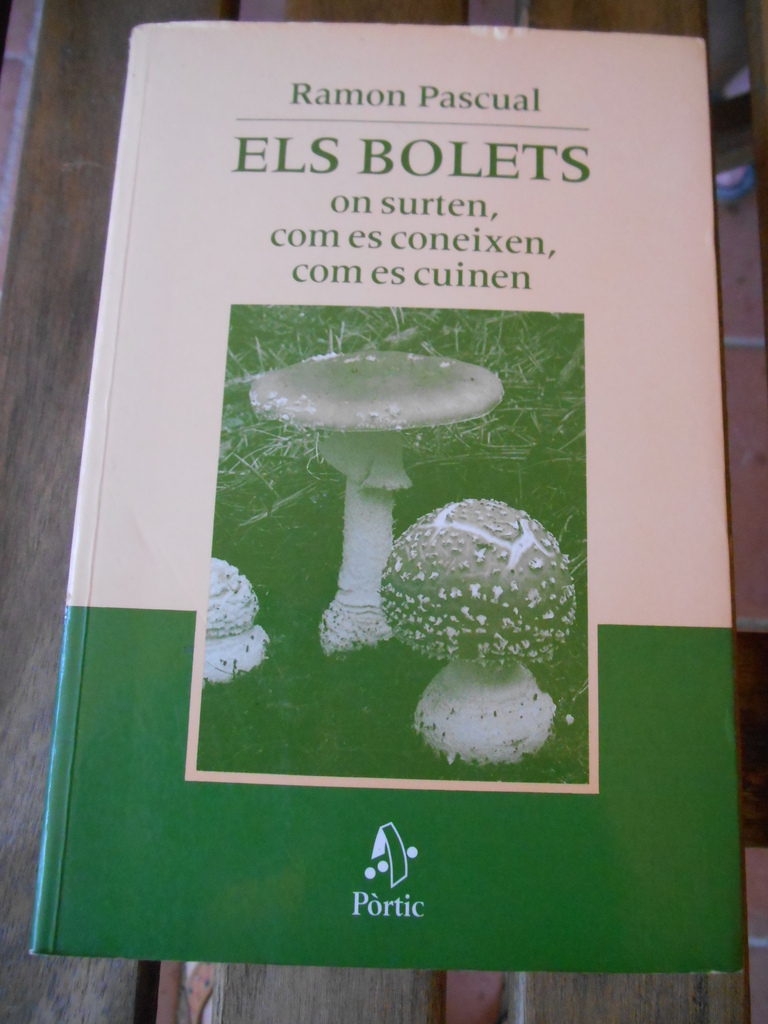 Ramon Pascual
ELS BOLETS
on surten,
com es coneixen,
com es cuinen
Pòrtic